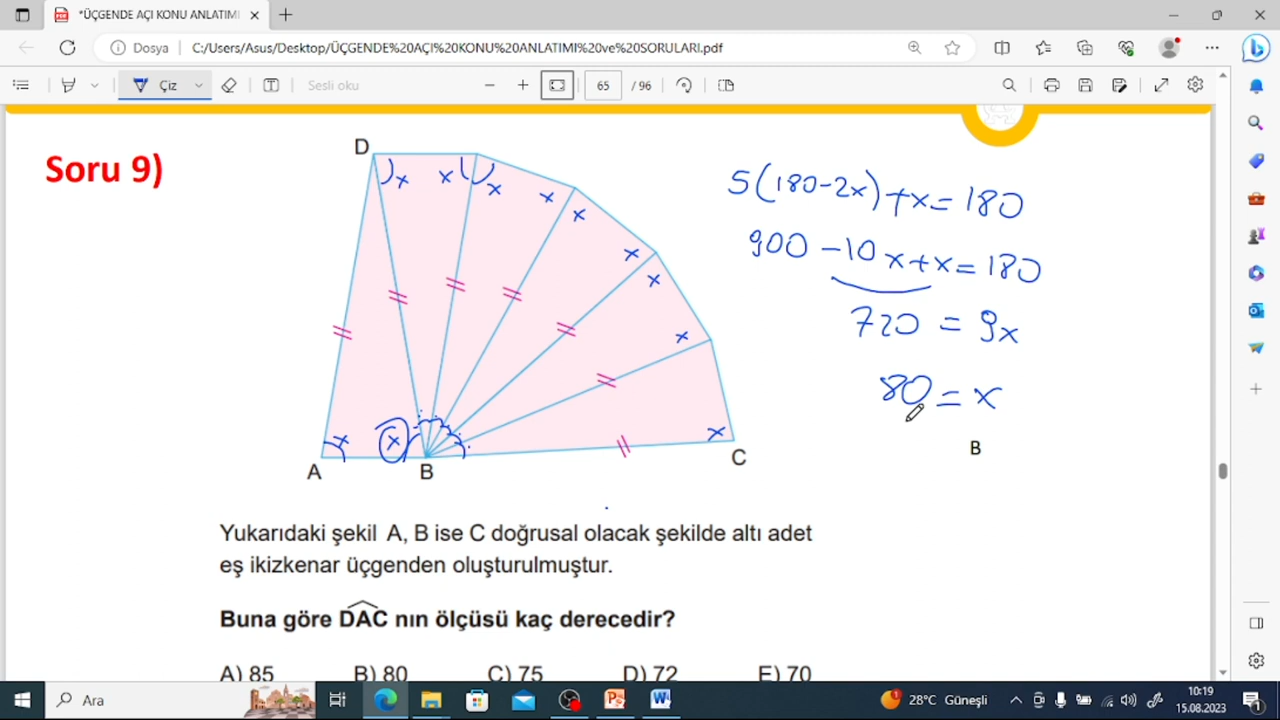 *ÜÇGENDE AÇI KONU ANLATIMI
Dosya
C:/Users/Asus/Desktop/ÜÇGENDE%20AÇI%20KONU%20ANLATIMI%20ve%20SORULARI.pdf
Çiz
Sesli oku
65 / 96
Soru 9)
D
x x x x x x x x
x x x x
A B C
5(180-2x)+x=180
900 -10x+x=180
720 = 9x
80 = x
B
Yukarıdaki şekil A, B ise C doğrusal olacak şekilde altı adet
eş ikizkenar üçgenden oluşturulmuştur.
Buna göre DAC nın ölçüsü kaç derecedir?
A) 85 B) 80 C) 75 D) 72 E) 70
Ara
28°C Güneşli
10:19
15.08.2023